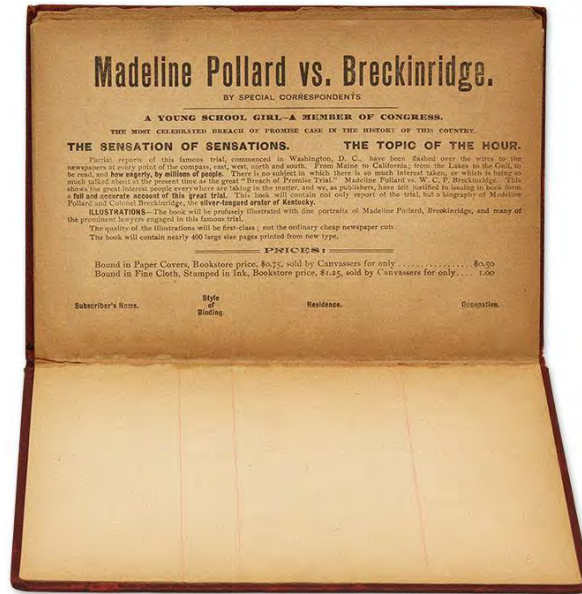 Madeline Pollard vs. Breckinridge.
BY SPECIAL CORRESPONDENTS
A YOUNG SCHOOL GIRL—A MEMBER OF CONGRESS.
THE MOST CELEBRATED BREACH OF PROMISE CASE IN THE HISTORY OF THIS COUNTRY.
THE SENSATION OF SENSATIONS. THE TOPIC OF THE HOUR.
Partial reports of this famous trial, commenced in Washington, D. C., have been flashed over the wires to the
newspapers at every point of the compass, east, west, north and south. From Maine to California; from the Lakes to the Gulf, to
be read, and how eagerly, by millions of people. There is no subject in which there is so much interest taken, or which is being so
much talked about at the present time as the great "Breach of Promise Trial." Madeline Pollard vs. W. C. P. Breckinridge. This
shows the great interest people everywhere are taking in the matter, and we, as publishers, have felt justified in issuing in book form
a full and accurate account of this great trial. This book will contain not only report of the trial, but a biography of Madeline
Pollard and Colonel Breckinridge, the silver-tongued orator of Kentucky.
ILLUSTRATIONS—The book will be profusely illustrated with fine portraits of Madeline Pollard, Breckinridge, and many of
the prominent lawyers engaged in this famous trial.
The quality of the Illustrations will be first-class; not the ordinary cheap newspaper cuts
The book will contain nearly 400 large size pages printed from new type.
PRICES:
Bound in Paper Covers, Bookstore price, $0.75, sold by Canvassers for only ..................$0.50
Bound in Fine Cloth, Stamped in Ink, Bookstore price, $1.25, sold by Canvassers for only.... 1.00
Subscriber's Name. Style of Binding. Residence. Occupation.